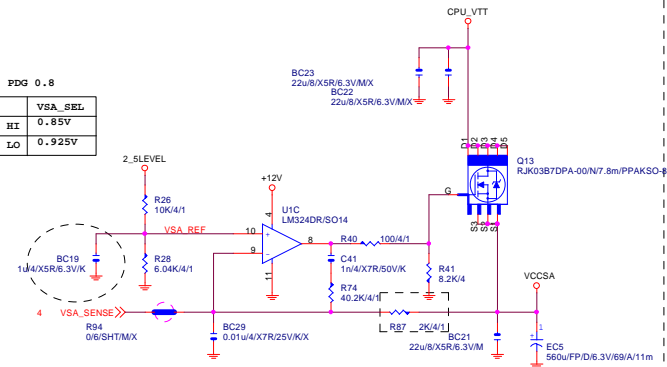 CPU_VTT
PDG 0.8
VSA_SEL
HI 0.85V
LO 0.925V
BC23
22u/8/X5R/6.3V/M/X
BC22
22u/8/X5R/6.3V/M/X
D1 D2 D3 D4 D5
Q13
RJK03B7DPA-00/N/7.8m/PPAKSO-8
G
S3 S2 S1
2_5LEVEL
+12V
R26
10K/4/1
U1C
LM324DR/SO14
4
VSA_REF
10
+
8
9
-
11
R40 100/4/1
BC19
1u/4/X5R/6.3V/K
R28
6.04K/4/1
C41
1n/4/X7R/50V/K
R41
8.2K/4
R74
40.2K/4/1
VCCSA
4 VSA_SENSE
R94
0/6/SHT/M/X
BC29
0.01u/4/X7R/25V/K/X
R87 2K/4/1
BC21
22u/8/X5R/6.3V/M
1
+
EC5
560u/FP/D/6.3V/69/A/11m